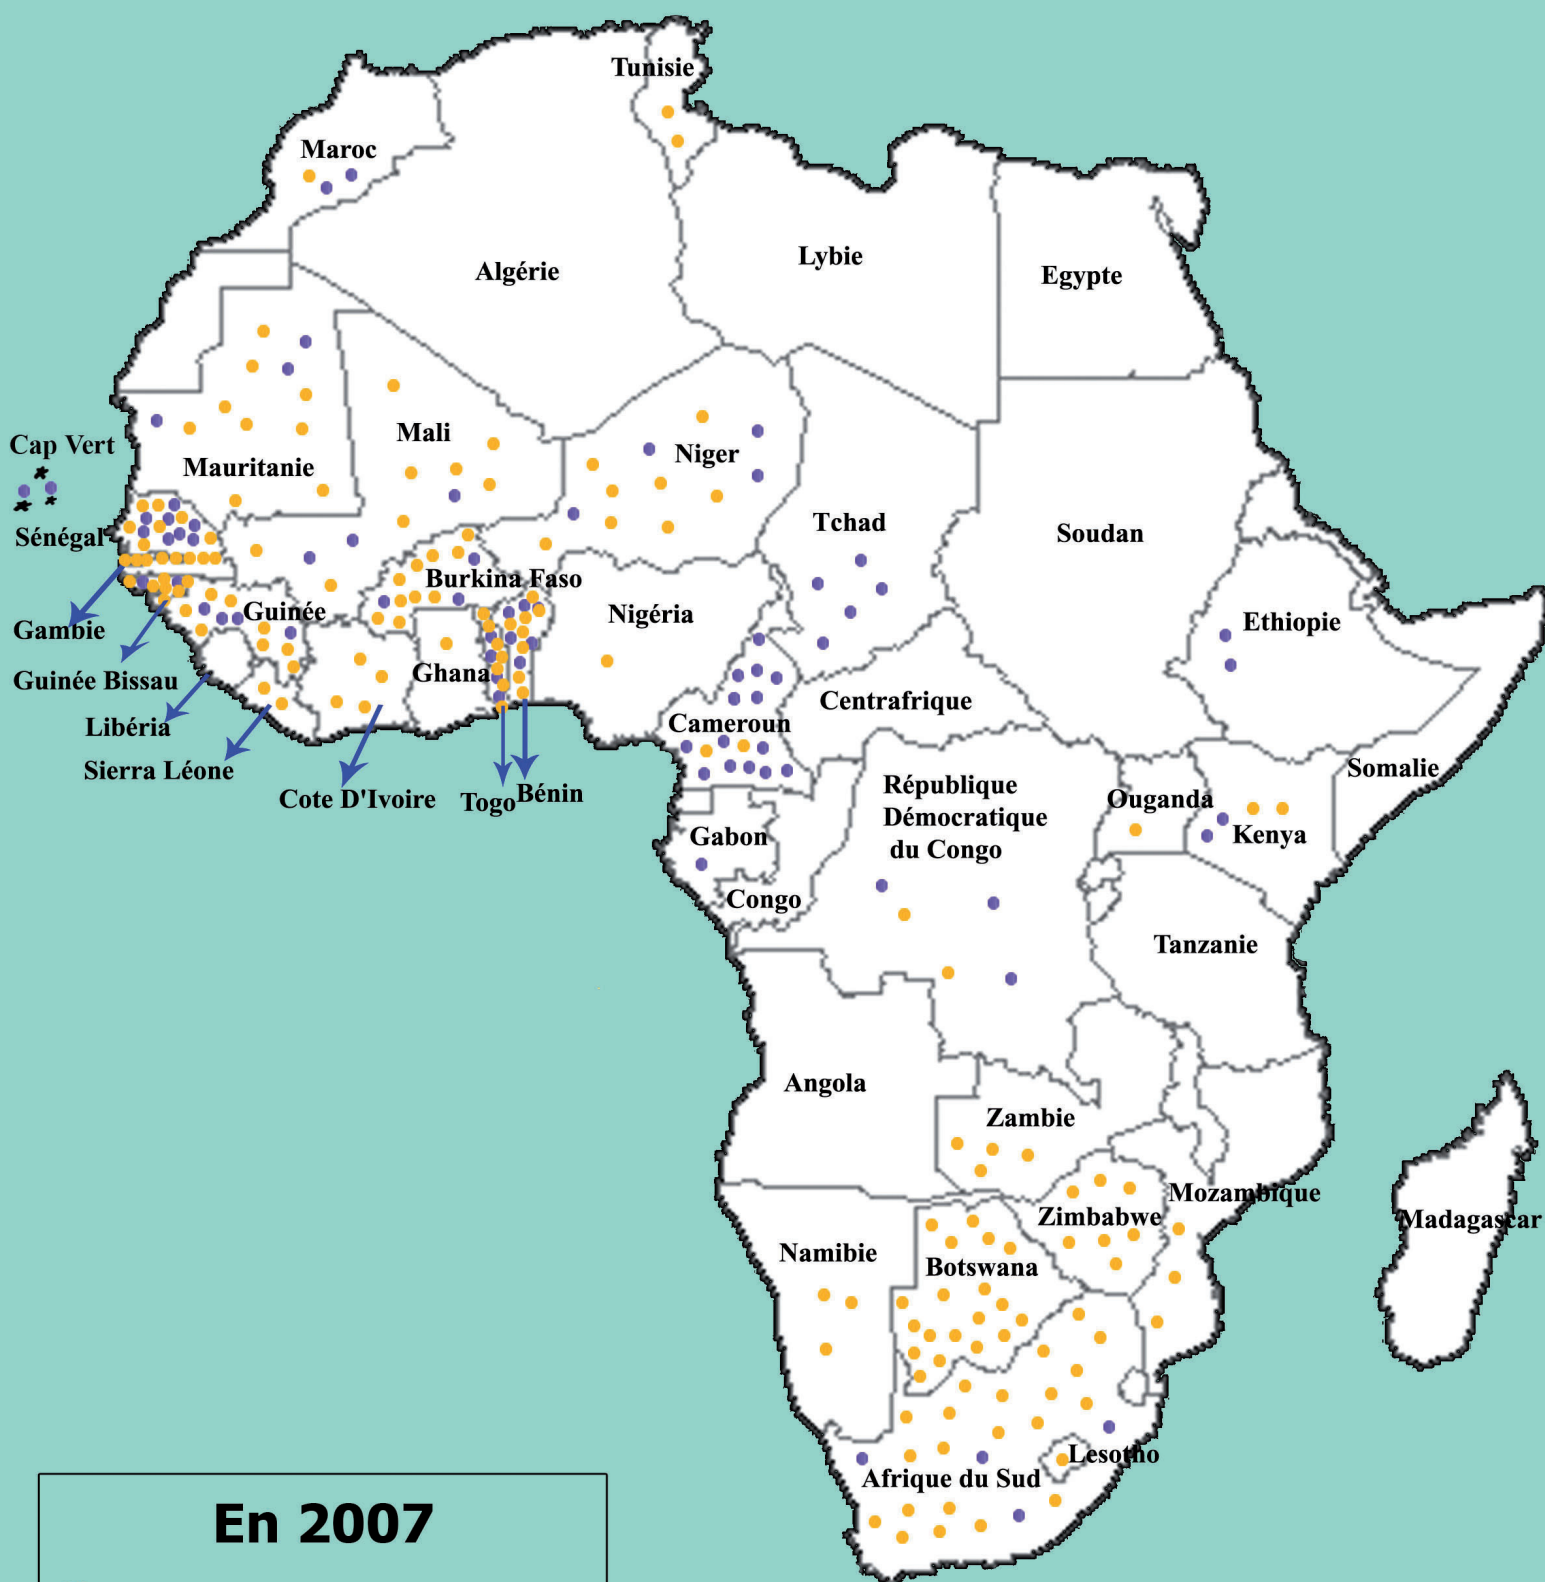 Tunisie
Maroc
Algérie
Lybie
Egypte
Mali
Cap Vert
Mauritanie
Niger
Tchad
Soudan
Sénégal
Burkina Faso
Nigéria
Guinée
Ethiopie
Gambie
Ghana
Guinée Bissau
Centrafrique
Libéria
Cameroun
Sierra Léone
Somalie
Cote D'Ivoire
Togo
Bénin
République
Démocratique
du Congo
Ouganda
Kenya
Gabon
Congo
Tanzanie
Angola
Zambie
Mozambique
Zimbabwe
Madagascar
Namibie
Botswana
Lesotho
Afrique du Sud
En 2007